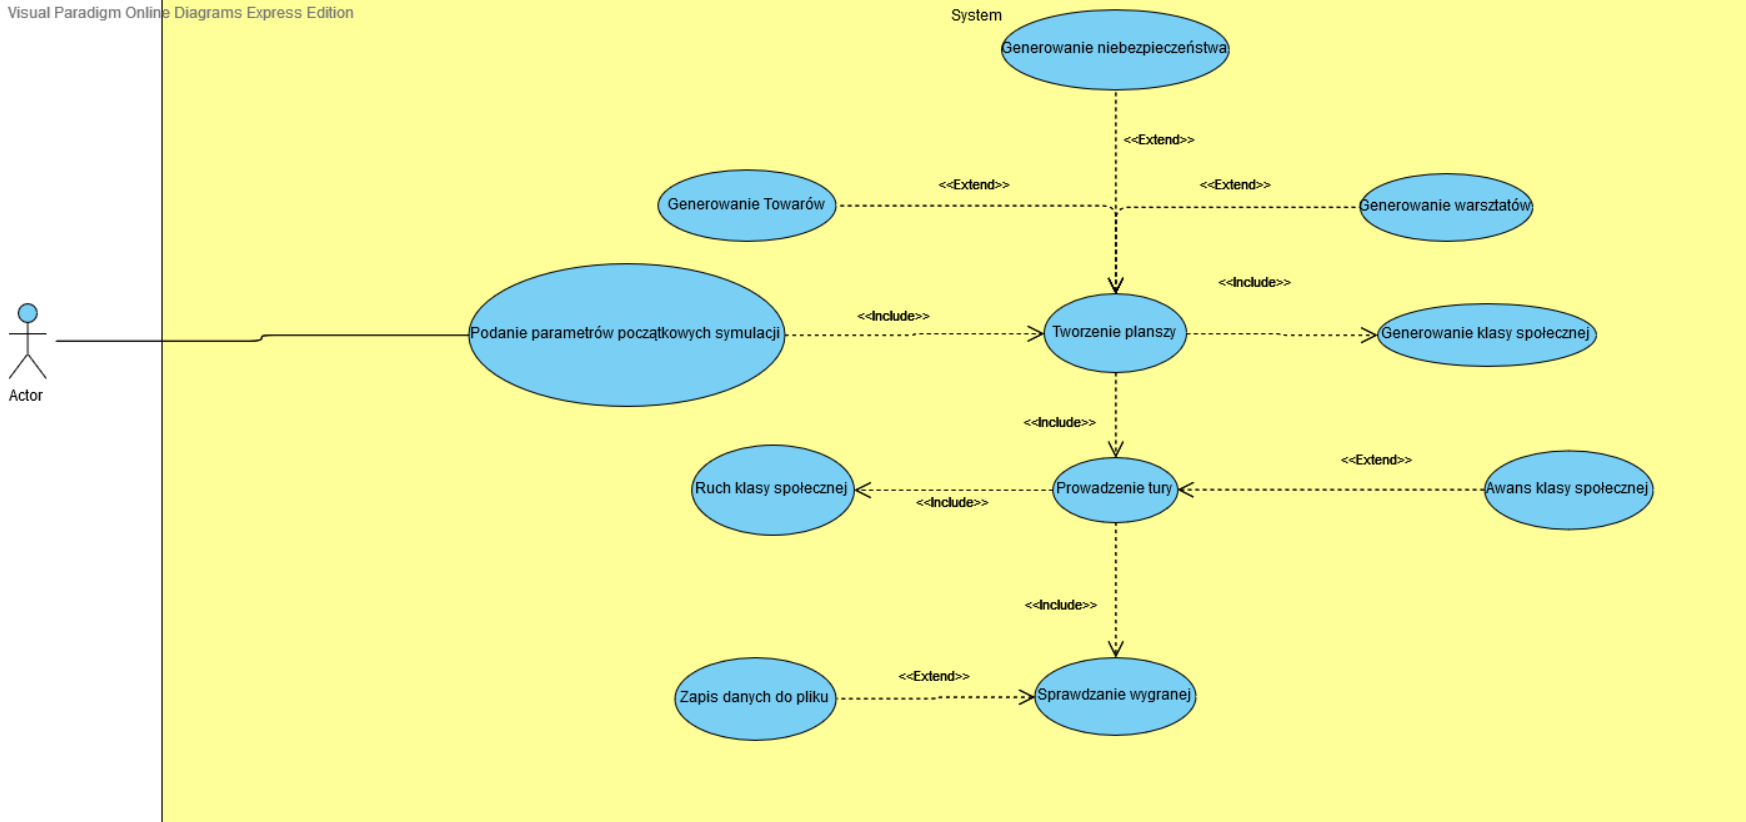 Visual Paradigm Online Diagrams Express Edition
System
Generowanie niebezpieczeństwa
<<Extend>>
<<Extend>>
<<Extend>>
Generowanie Towarów
Generowanie warsztatów
<<Include>>
<<Include>>
Podanie parametrów początkowych symulacji
Tworzenie planszy
Generowanie klasy społecznej
Actor
<<Include>>
<<Extend>>
Ruch klasy społecznej
Prowadzenie tury
Awans klasy społecznej
<<Include>>
<<Include>>
<<Extend>>
Zapis danych do pliku
Sprawdzanie wygranej